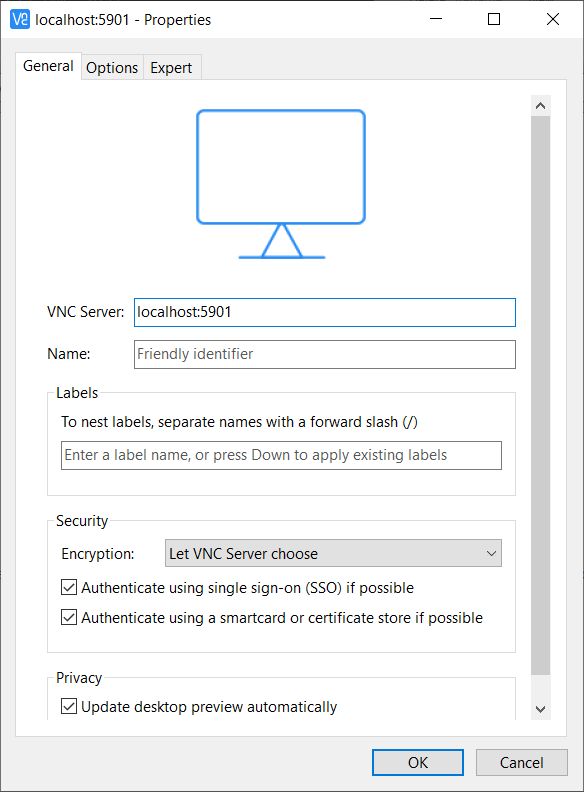 localhost:5901 - Properties
General Options Expert
VNC Server: localhost:5901
Name: Friendly identifier
Labels
To nest labels, separate names with a forward slash (/)
Enter a label name, or press Down to apply existing labels
Security
Encryption: Let VNC Server choose
Authenticate using single sign-on (SSO) if possible
Authenticate using a smartcard or certificate store if possible
Privacy
Update desktop preview automatically
OK Cancel